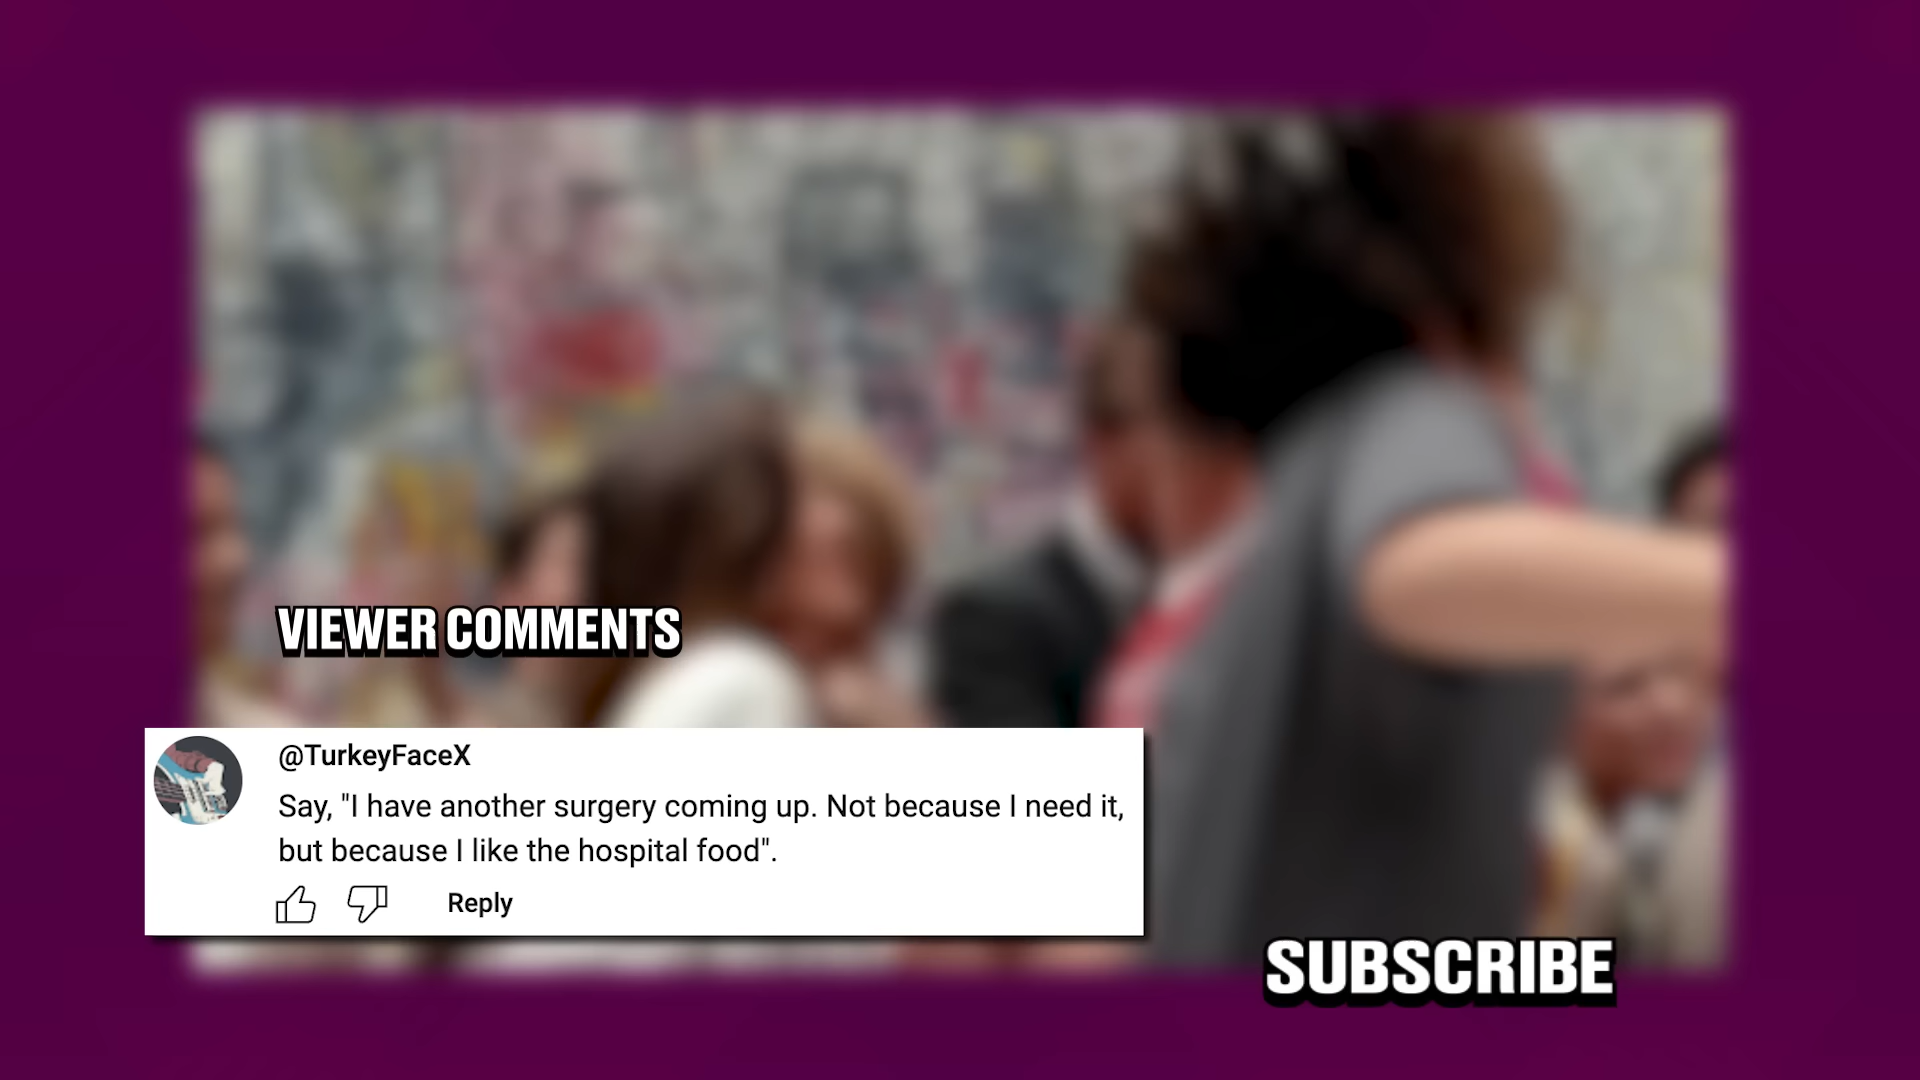 VIEWER COMMENTS
@TurkeyFaceX
Say, "I have another surgery coming up. Not because I need it,
but because I like the hospital food".
Reply
SUBSCRIBE